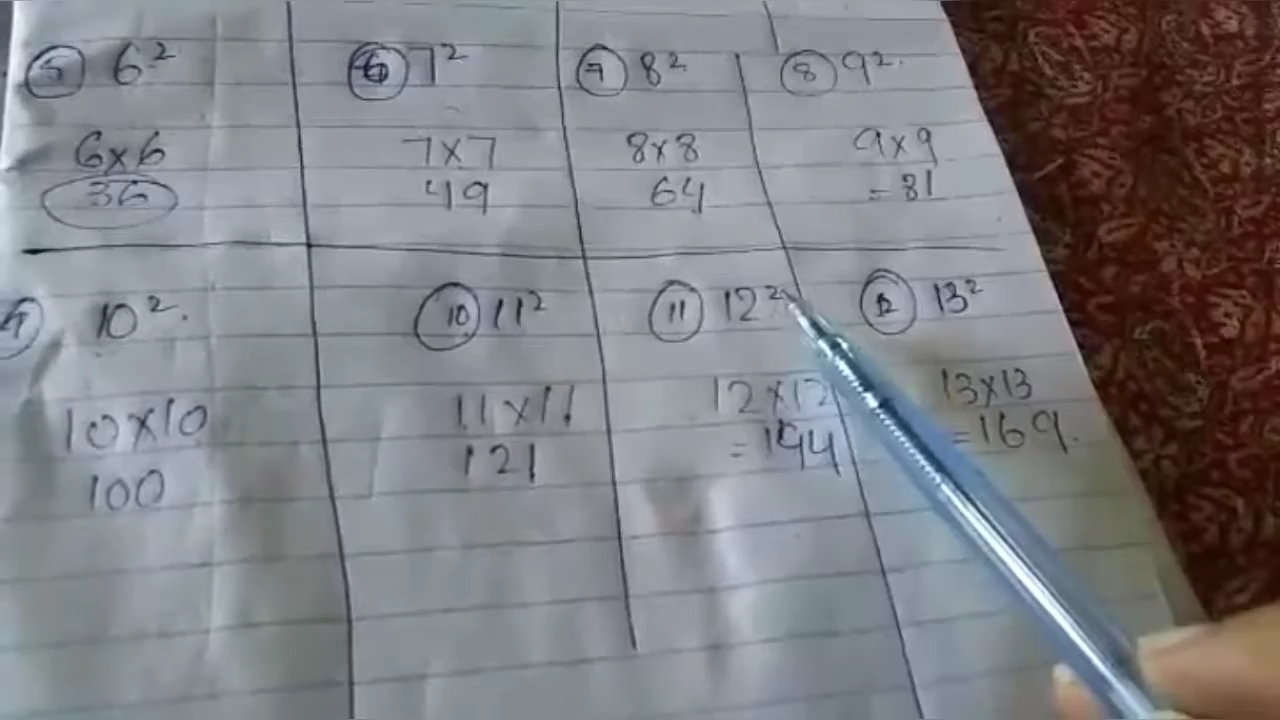 5 6²
6x6
36
6 7²
7x7
49
7 8²
8x8
64
8 9².
9x9
= 81
9 10².
10x10
100
10 11²
11x11
121
11 12²
12x12
= 144
12 13²
13x13
= 169.